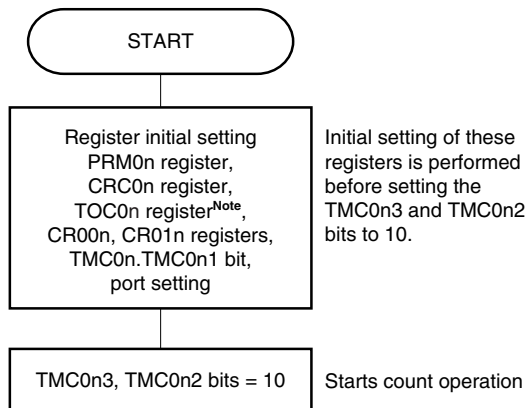 START
Register initial setting
PRM0n register,
CRC0n register,
TOC0n registerNote,
CR00n, CR01n registers,
TMC0n.TMC0n1 bit,
port setting
Initial setting of these
registers is performed
before setting the
TMC0n3 and TMC0n2
bits to 10.
TMC0n3, TMC0n2 bits = 10
Starts count operation